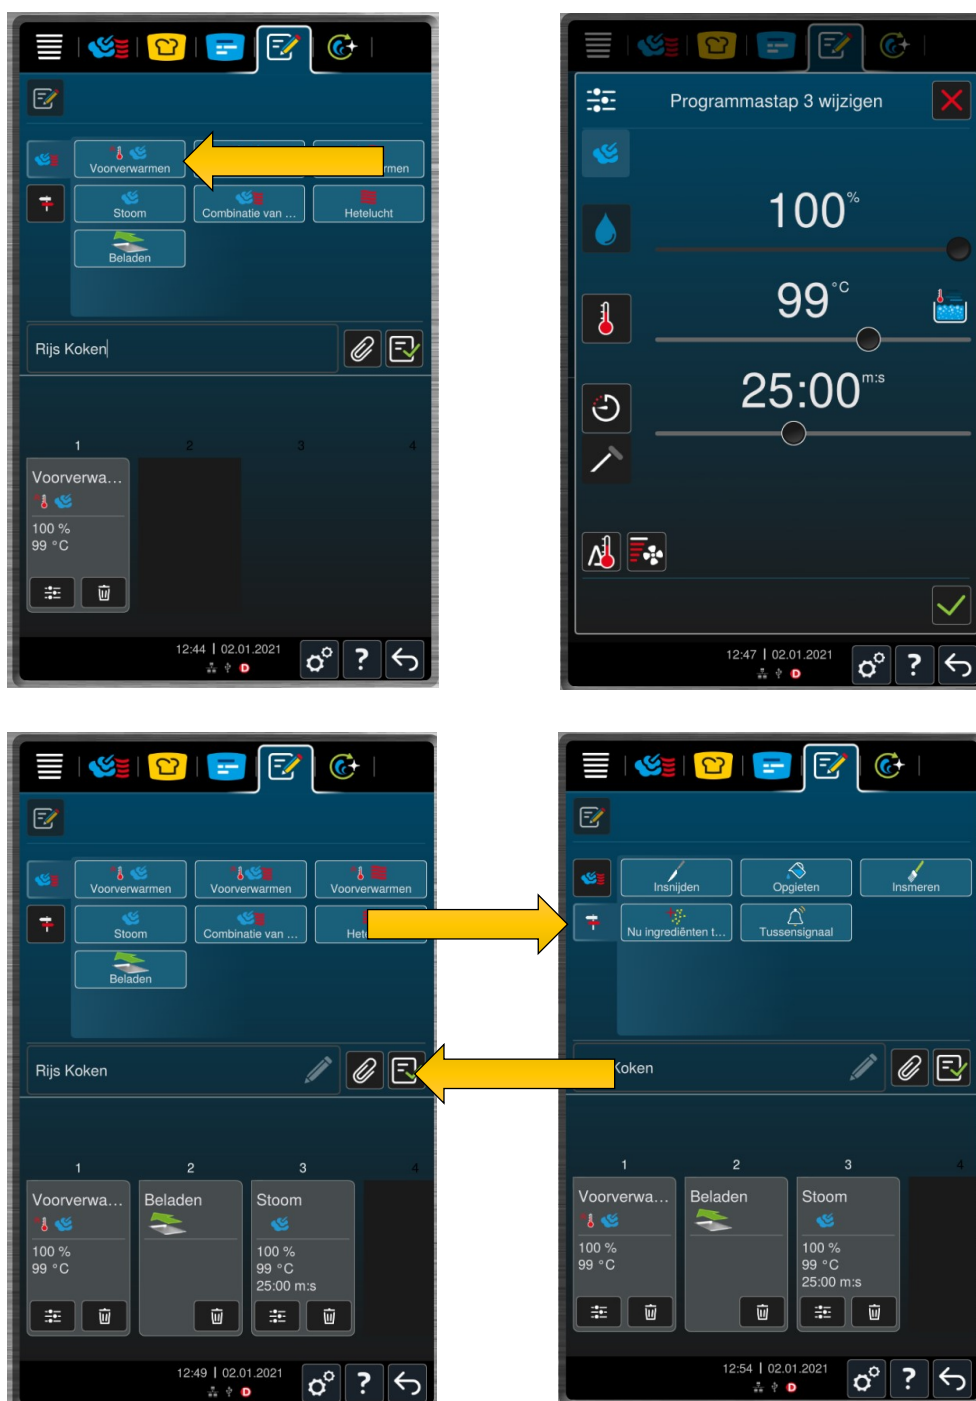 Voorverwarmen
men
Stoom
Combinatie van ...
Hetelucht
Beladen
Rijs Koken
1
2
3
4
Voorverwa...
100 %
99 °C
12:44 | 02.01.2021
?
Programmastap 3 wijzigen
100%
99°C
25:00 m:s
12:47 | 02.01.2021
?
Voorverwarmen
Voorverwarmen
Voorverwarmen
Stoom
Combinatie van ...
Het
Beladen
Rijs Koken
1
2
3
4
Voorverwa...
Beladen
Stoom
100 %
99 °C
100 %
99 °C
25:00 m:s
12:49 | 02.01.2021
?
Insnijden
Opgieten
Insmeren
Nu ingrediënten t...
Tussensignaal
Koken
1
2
3
4
Voorverwa...
Beladen
Stoom
100 %
99 °C
100 %
99 °C
25:00 m:s
12:54 | 02.01.2021
?